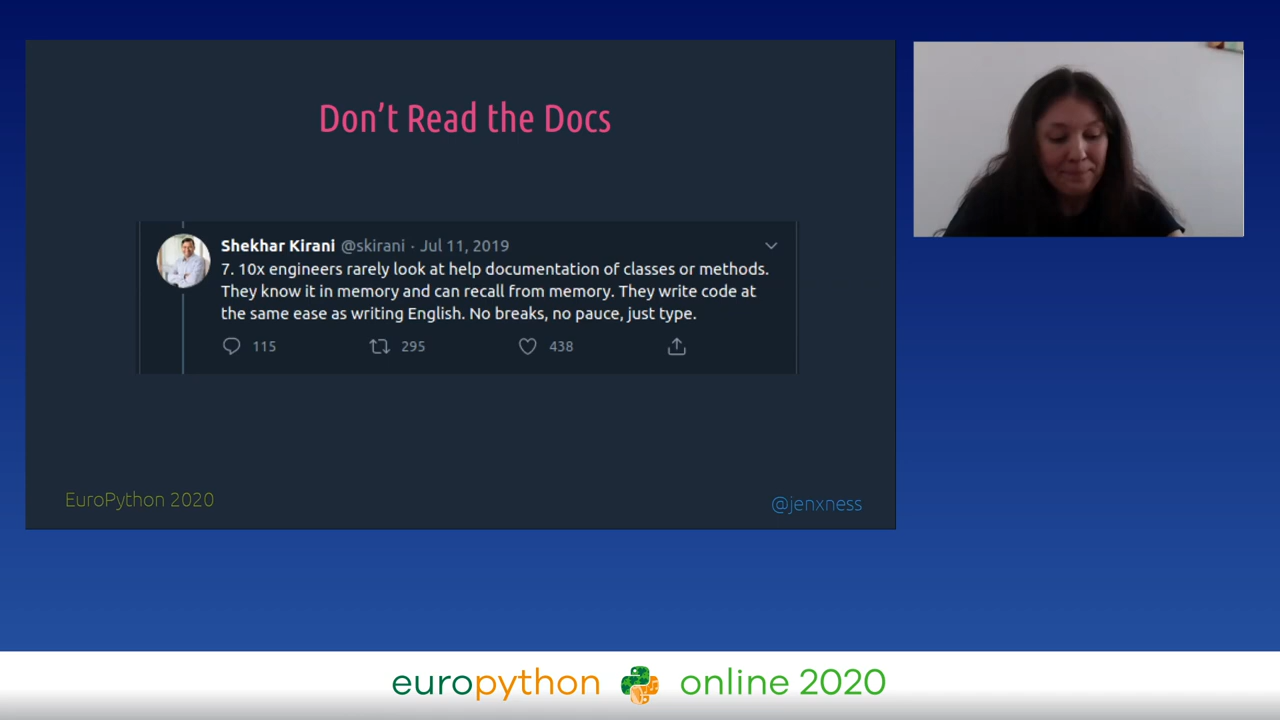 Don't Read the Docs
Shekhar Kirani @skirani · Jul 11, 2019
7. 10x engineers rarely look at help documentation of classes or methods.
They know it in memory and can recall from memory. They write code at
the same ease as writing English. No breaks, no pauce, just type.
115 295 438
EuroPython 2020
@jenxness
europython online 2020